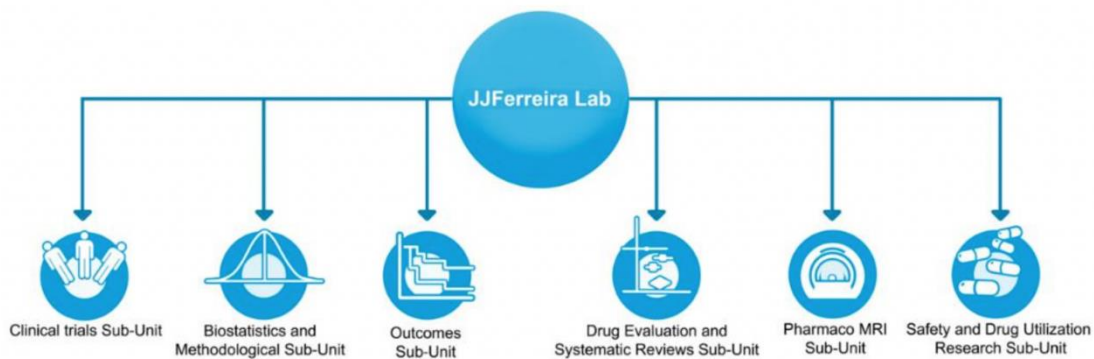 JJFerreira Lab
Clinical trials Sub-Unit
Biostatistics and
Methodological Sub-Unit
Outcomes
Sub-Unit
Drug Evaluation and
Systematic Reviews Sub-Unit
Pharmaco MRI
Sub-Unit
Safety and Drug Utilization
Research Sub-Unit